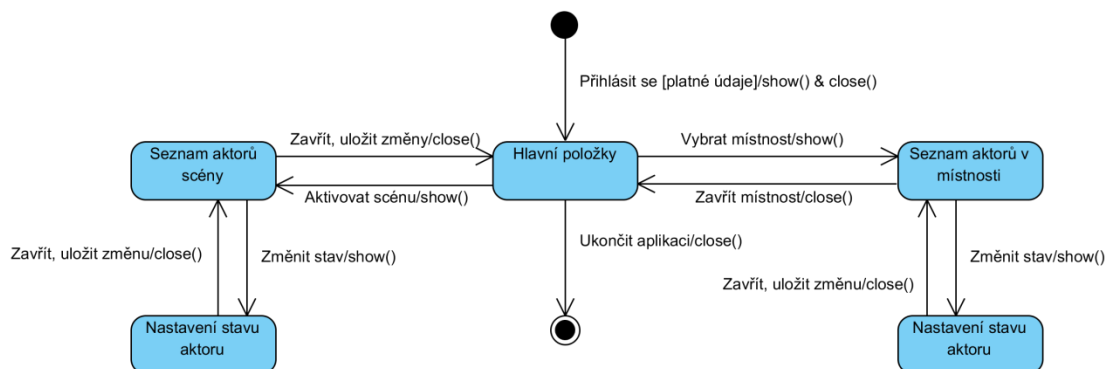 Přihlásit se [platné údaje]/show() & close()
Zavřít, uložit změny/close()
Vybrat místnost/show()
Seznam aktorů
scény
Hlavní položky
Seznam aktorů v
místnosti
Aktivovat scénu/show()
Zavřít místnost/close()
Zavřít, uložit změnu/close()
Změnit stav/show()
Ukončit aplikaci/close()
Změnit stav/show()
Zavřít, uložit změnu/close()
Nastavení stavu
aktoru
Nastavení stavu
aktoru